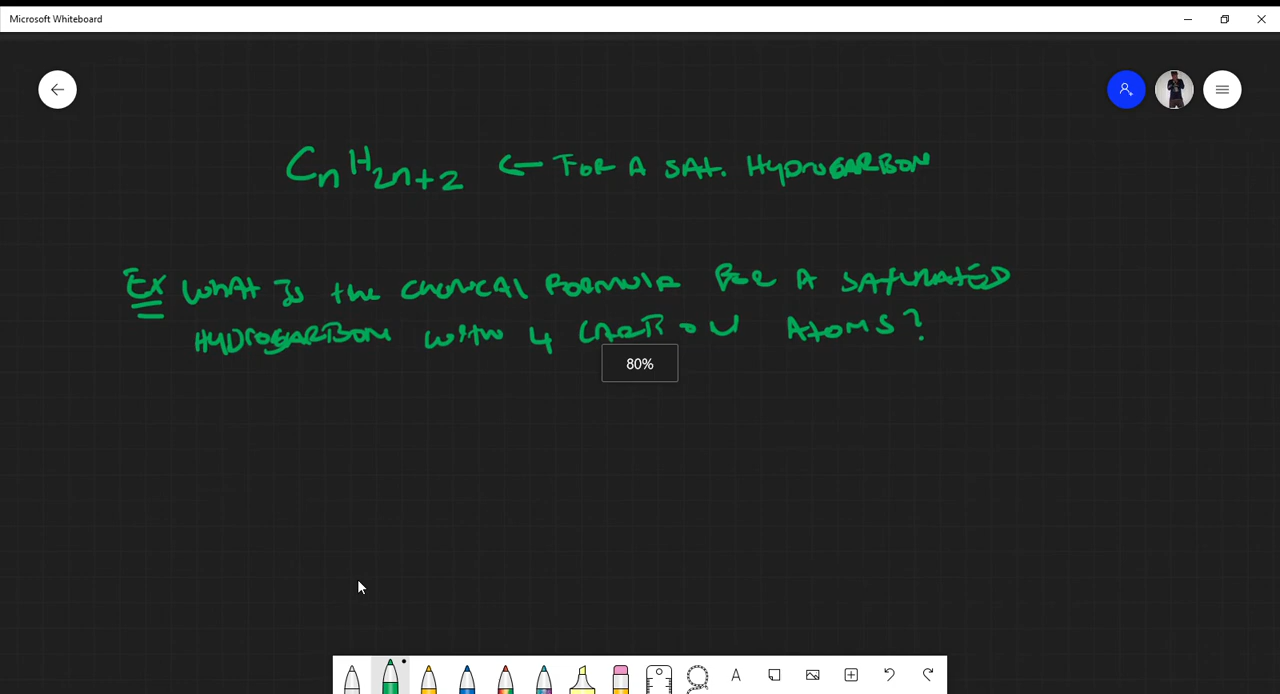 Microsoft Whiteboard
CnH2n+2 ← FOR A SAT. HYDROCARBON
EX WHAT IS the CHEMICAL FORMULA FOR A SATURATED
HYDROCARBON WITH 4 CARBON ATOMS?
80%
A